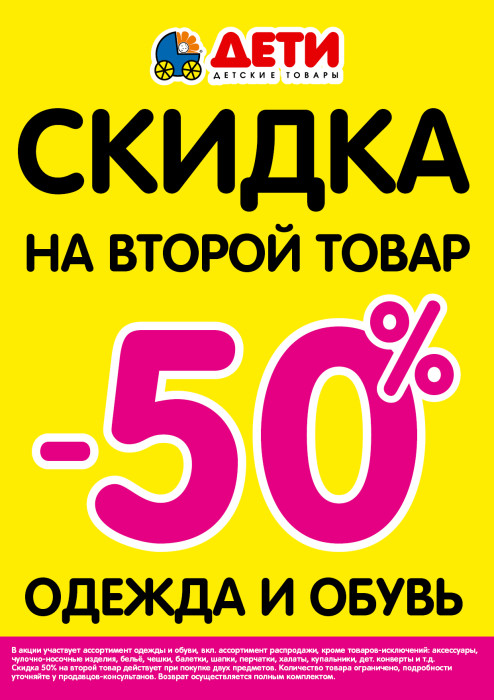 ДЕТИ
ДЕТСКИЕ ТОВАРЫ
СКИДКА
НА ВТОРОЙ ТОВАР
-50%
ОДЕЖДА И ОБУВЬ
В акции участвует ассортимент одежды и обуви, вкл. ассортимент распродажи, кроме товаров-исключений: аксессуары,
чулочно-носочные изделия, бельё, чешки, балетки, шапки, перчатки, халаты, купальники, дет. конверты и т.д.
Скидка 50% на второй товар действует при покупке двух предметов. Количество товара ограничено, подробности
уточняйте у продавцов-консультантов. Возврат осуществляется полным комплектом.